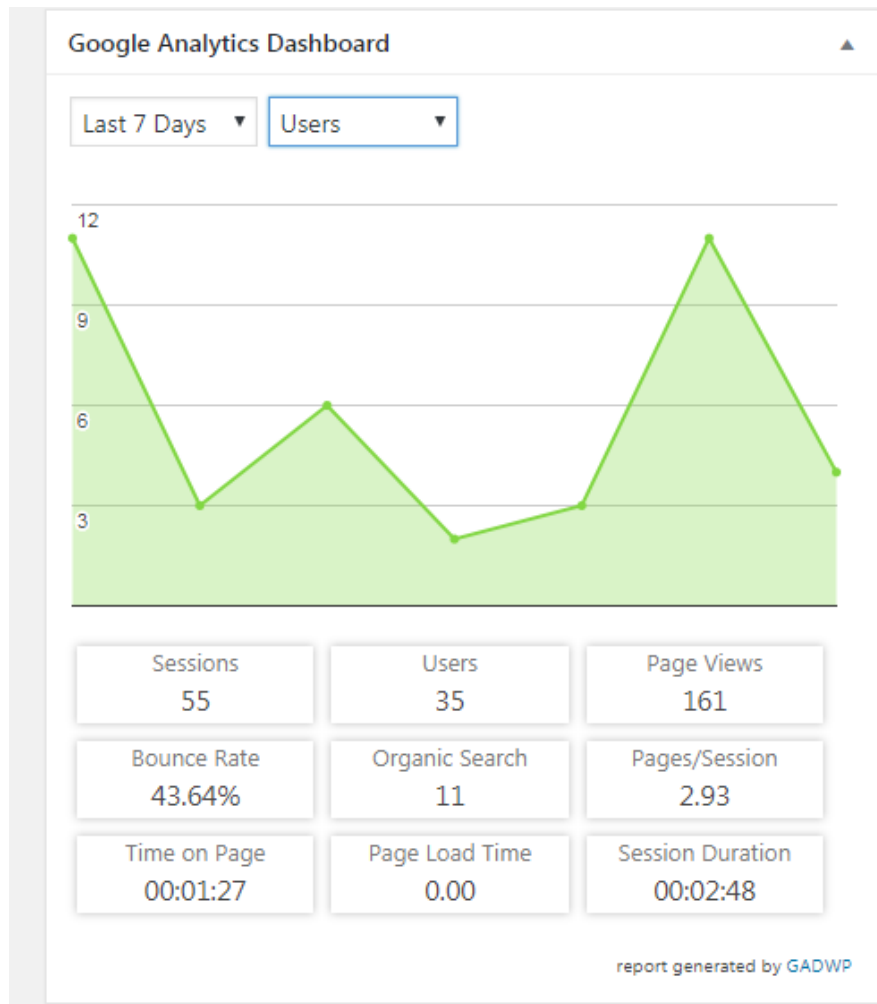 Google Analytics Dashboard
Last 7 Days Users
12
9
6
3
Sessions Users Page Views
55 35 161
Bounce Rate Organic Search Pages/Session
43.64% 11 2.93
Time on Page Page Load Time Session Duration
00:01:27 0.00 00:02:48
report generated by GADWP